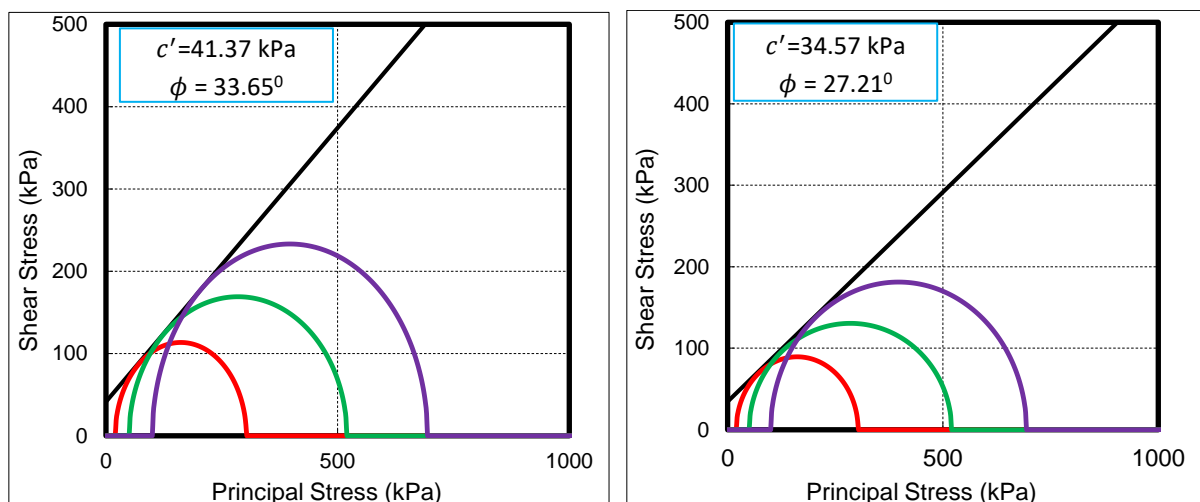 500
400
300
200
100
0
Shear Stress (kPa)
c′=41.37 kPa
ϕ = 33.65⁰
0
500
1000
Principal Stress (kPa)
500
400
300
200
100
0
Shear Stress (kPa)
c′=34.57 kPa
ϕ = 27.21⁰
0
500
1000
Principal Stress (kPa)